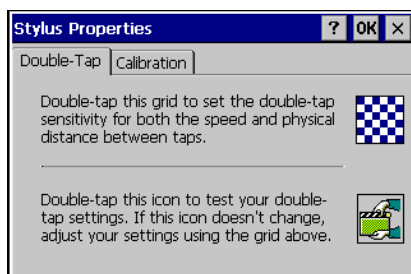 Stylus Properties ? OK ×
Double-Tap Calibration
Double-tap this grid to set the double-tap
sensitivity for both the speed and physical
distance between taps.
Double-tap this icon to test your double-
tap settings. If this icon doesn't change,
adjust your settings using the grid above.